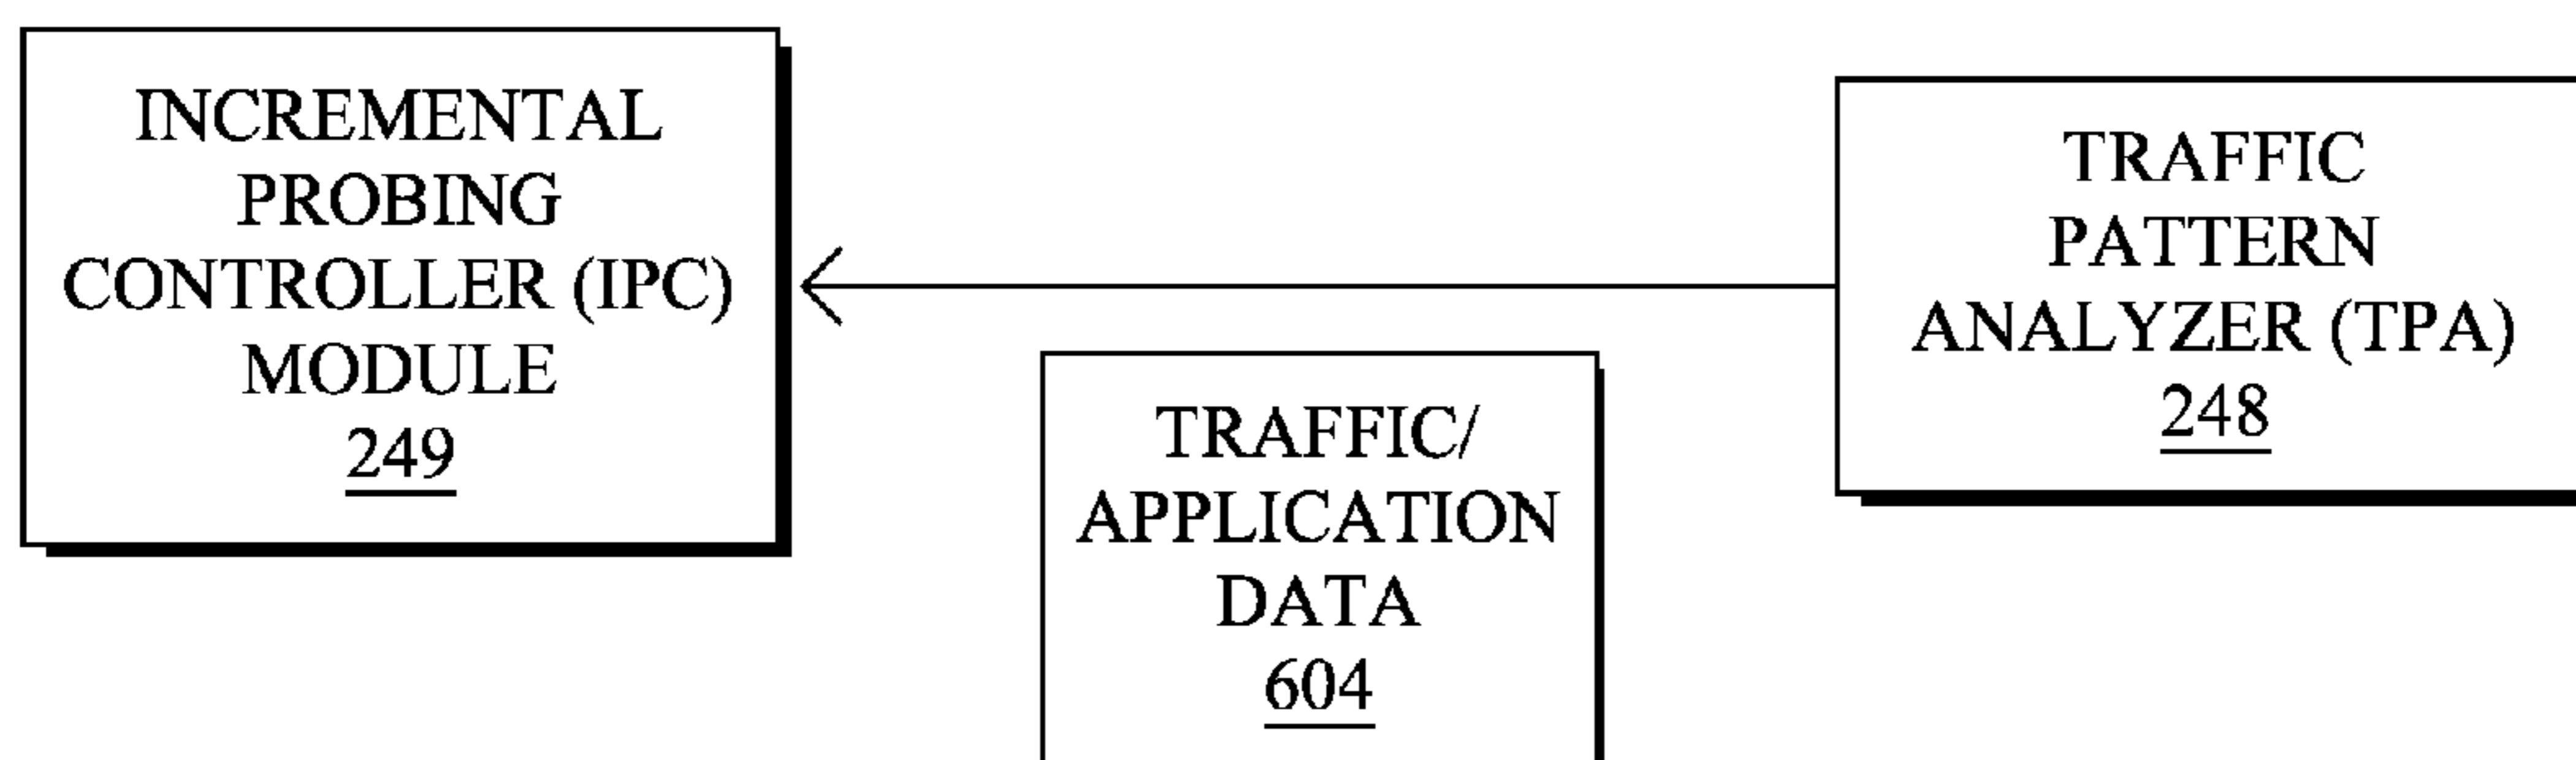 INCREMENTAL
PROBING
CONTROLLER (IPC)
MODULE
249
TRAFFIC/
APPLICATION
DATA
604
TRAFFIC
PATTERN
ANALYZER (TPA)
248